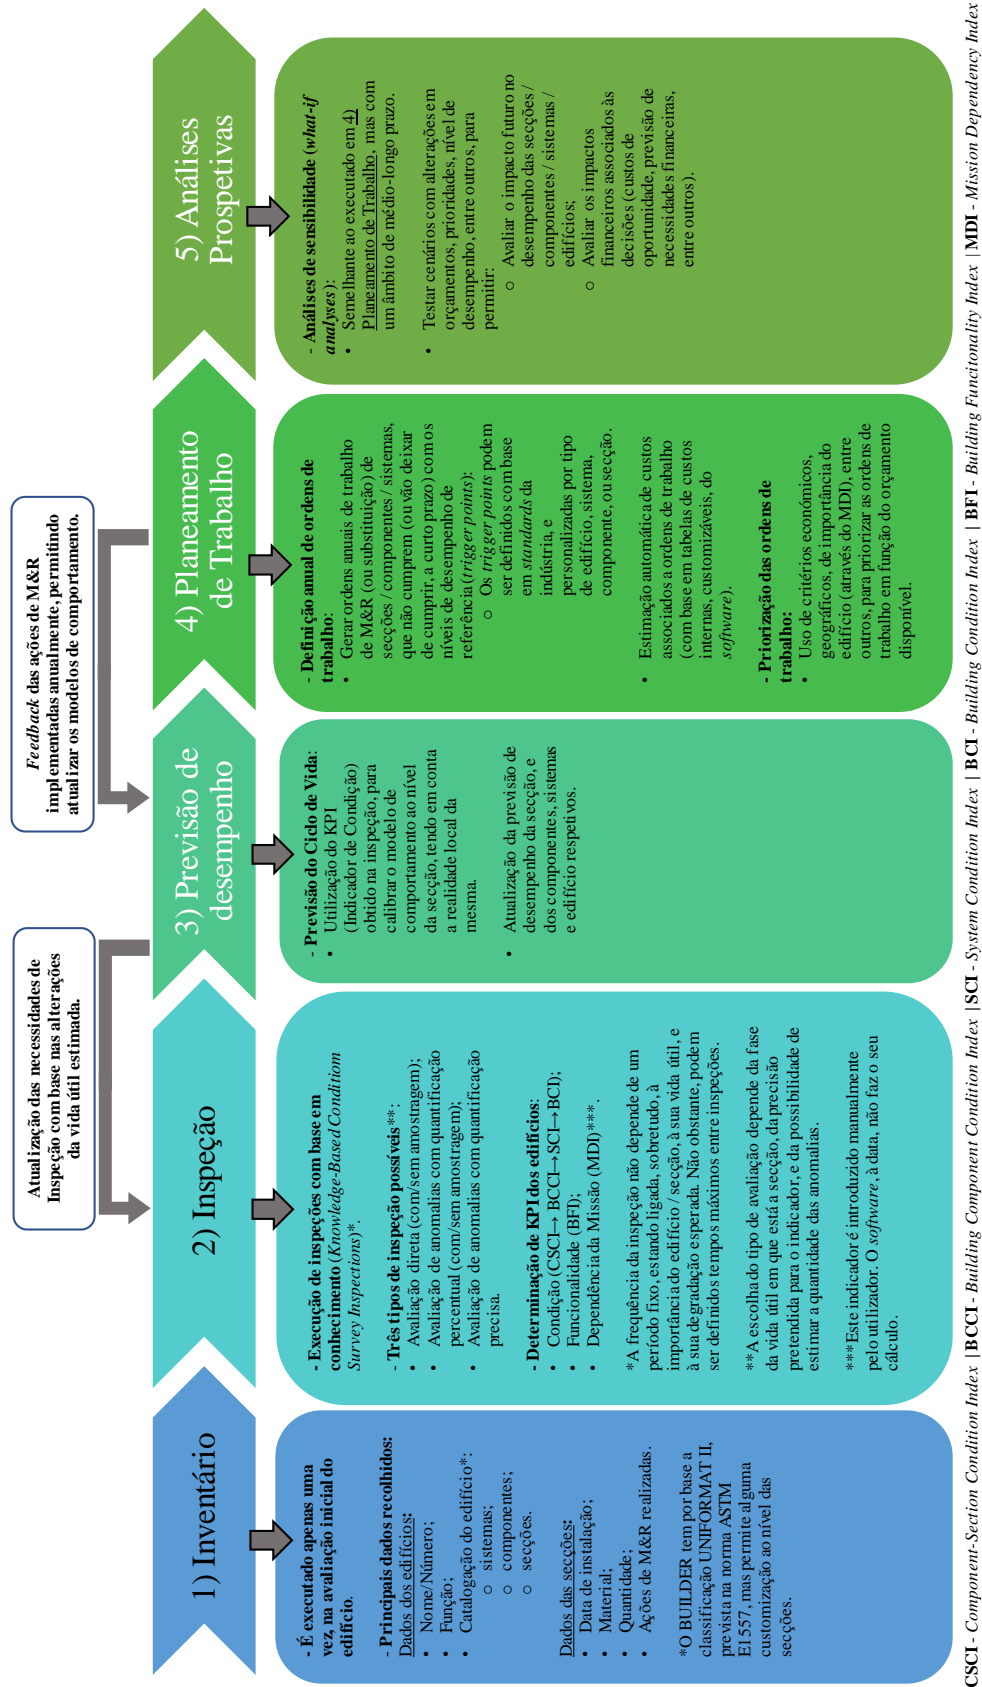 Atualização das necessidades de
Inspeção com base nas alterações
da vida útil estimada.
Feedback das ações de M&R
implementadas anualmente, permitindo
atualizar os modelos de comportamento.
1) Inventário
- É executado apenas uma
vez, na avaliação inicial do
edifício.
- Principais dados recolhidos:
Dados dos edifícios:
• Nome/Número;
• Função;
• Catalogação do edifício*:
○ sistemas;
○ componentes;
○ secções.
Dados das secções:
• Data de instalação;
• Material;
• Quantidade;
• Ações de M&R realizadas.
*O BUILDER tem por base a
classificação UNIFORMAT II,
prevista na norma ASTM
E1557, mas permite alguma
customização ao nível das
secções.
2) Inspeção
- Execução de inspeções com base em
conhecimento (Knowledge-Based Conditiom
Survey Inspections)*.
- Três tipos de inspeção possíveis**:
• Avaliação direta (com/sem amostragem);
• Avaliação de anomalias com quantificação
percentual (com/sem amostragem);
• Avaliação de anomalias com quantificação
precisa.
- Determinação de KPI dos edifícios:
• Condição (CSCI→ BCCI→SCI→BCI);
• Funcionalidade (BFI);
• Dependência da Missão (MDI)***.
*A frequência da inspeção não depende de um
período fixo, estando ligada, sobretudo, à
importância do edifício / secção, à sua vida útil, e
à sua degradação esperada. Não obstante, podem
ser definidos tempos máximos entre inspeções.
**A escolha do tipo de avaliação depende da fase
da vida útil em que está a secção, da precisão
pretendida para o indicador, e da possibilidade de
estimar a quantidade das anomalias.
***Este indicador é introduzido manualmente
pelo utilizador. O software, à data, não faz o seu
cálculo.
3) Previsão de
desempenho
- Previsão do Ciclo de Vida:
• Utilização do KPI
(Indicador de Condição)
obtido na inspeção, para
calibrar o modelo de
comportamento ao nível
da secção, tendo em conta
a realidade local da
mesma.
• Atualização da previsão de
desempenho da secção, e
dos componentes, sistemas
e edifício respetivos.
4) Planeamento
de Trabalho
- Definição anual de ordens de
trabalho:
• Gerar ordens anuais de trabalho
de M&R (ou substituição) de
secções / componentes / sistemas,
que não cumprem (ou vão deixar
de cumprir, a curto prazo) com os
níveis de desempenho de
referência (trigger points):
○ Os trigger points podem
ser definidos com base
em standards da
indústria, e
personalizadas por tipo
de edifício, sistema,
componente, ou secção.
• Estimação automática de custos
associados a ordens de trabalho
(com base em tabelas de custos
internas, customizáveis, do
software).
- Priorização das ordens de
trabalho:
• Uso de critérios económicos,
geográficos, de importância do
edifício (através do MDI), entre
outros, para priorizar as ordens de
trabalho em função do orçamento
disponível.
5) Análises
Prospetivas
- Análises de sensibilidade (what-if
analyses):
• Semelhante ao executado em 4)
Planeamento de Trabalho, mas com
um âmbito de médio-longo prazo.
• Testar cenários com alterações em
orçamentos, prioridades, nível de
desempenho, entre outros, para
permitir:
○ Avaliar o impacto futuro no
desempenho das secções /
componentes / sistemas /
edifícios;
○ Avaliar os impactos
financeiros associados às
decisões (custos de
oportunidade, previsão de
necessidades financeiras,
entre outros).
CSCI - Component-Section Condition Index | BCCI - Building Component Condition Index | SCI - System Condition Index | BCI - Building Condition Index | BFI - Building Funcitonality Index | MDI - Mission Dependency Index